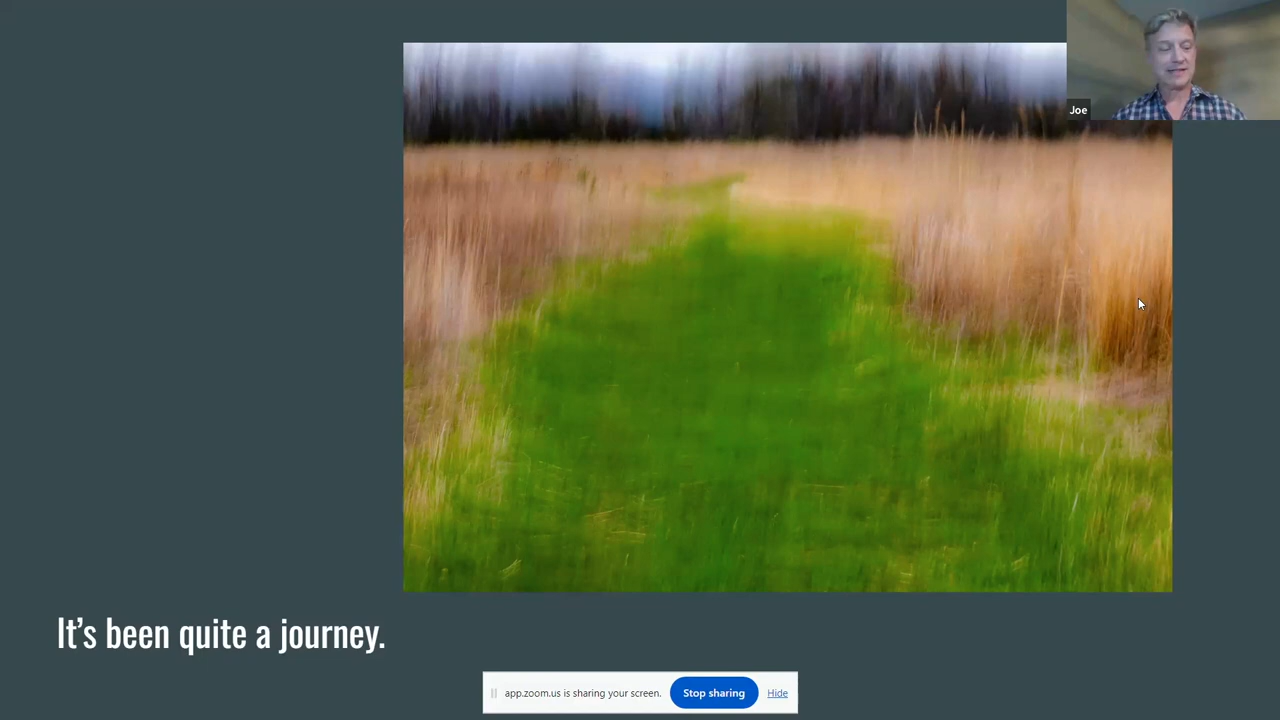 Joe
It's been quite a journey.
app.zoom.us is sharing your screen.
Stop sharing
Hide